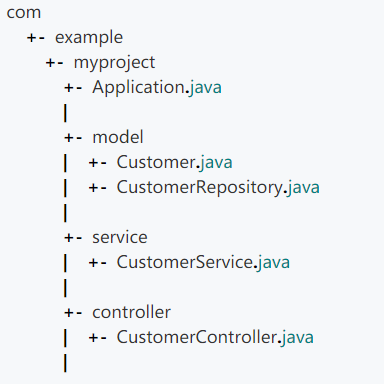 com
+- example
+- myproject
+- Application.java
|
+- model
| +- Customer.java
| +- CustomerRepository.java
|
+- service
| +- CustomerService.java
|
+- controller
| +- CustomerController.java
|